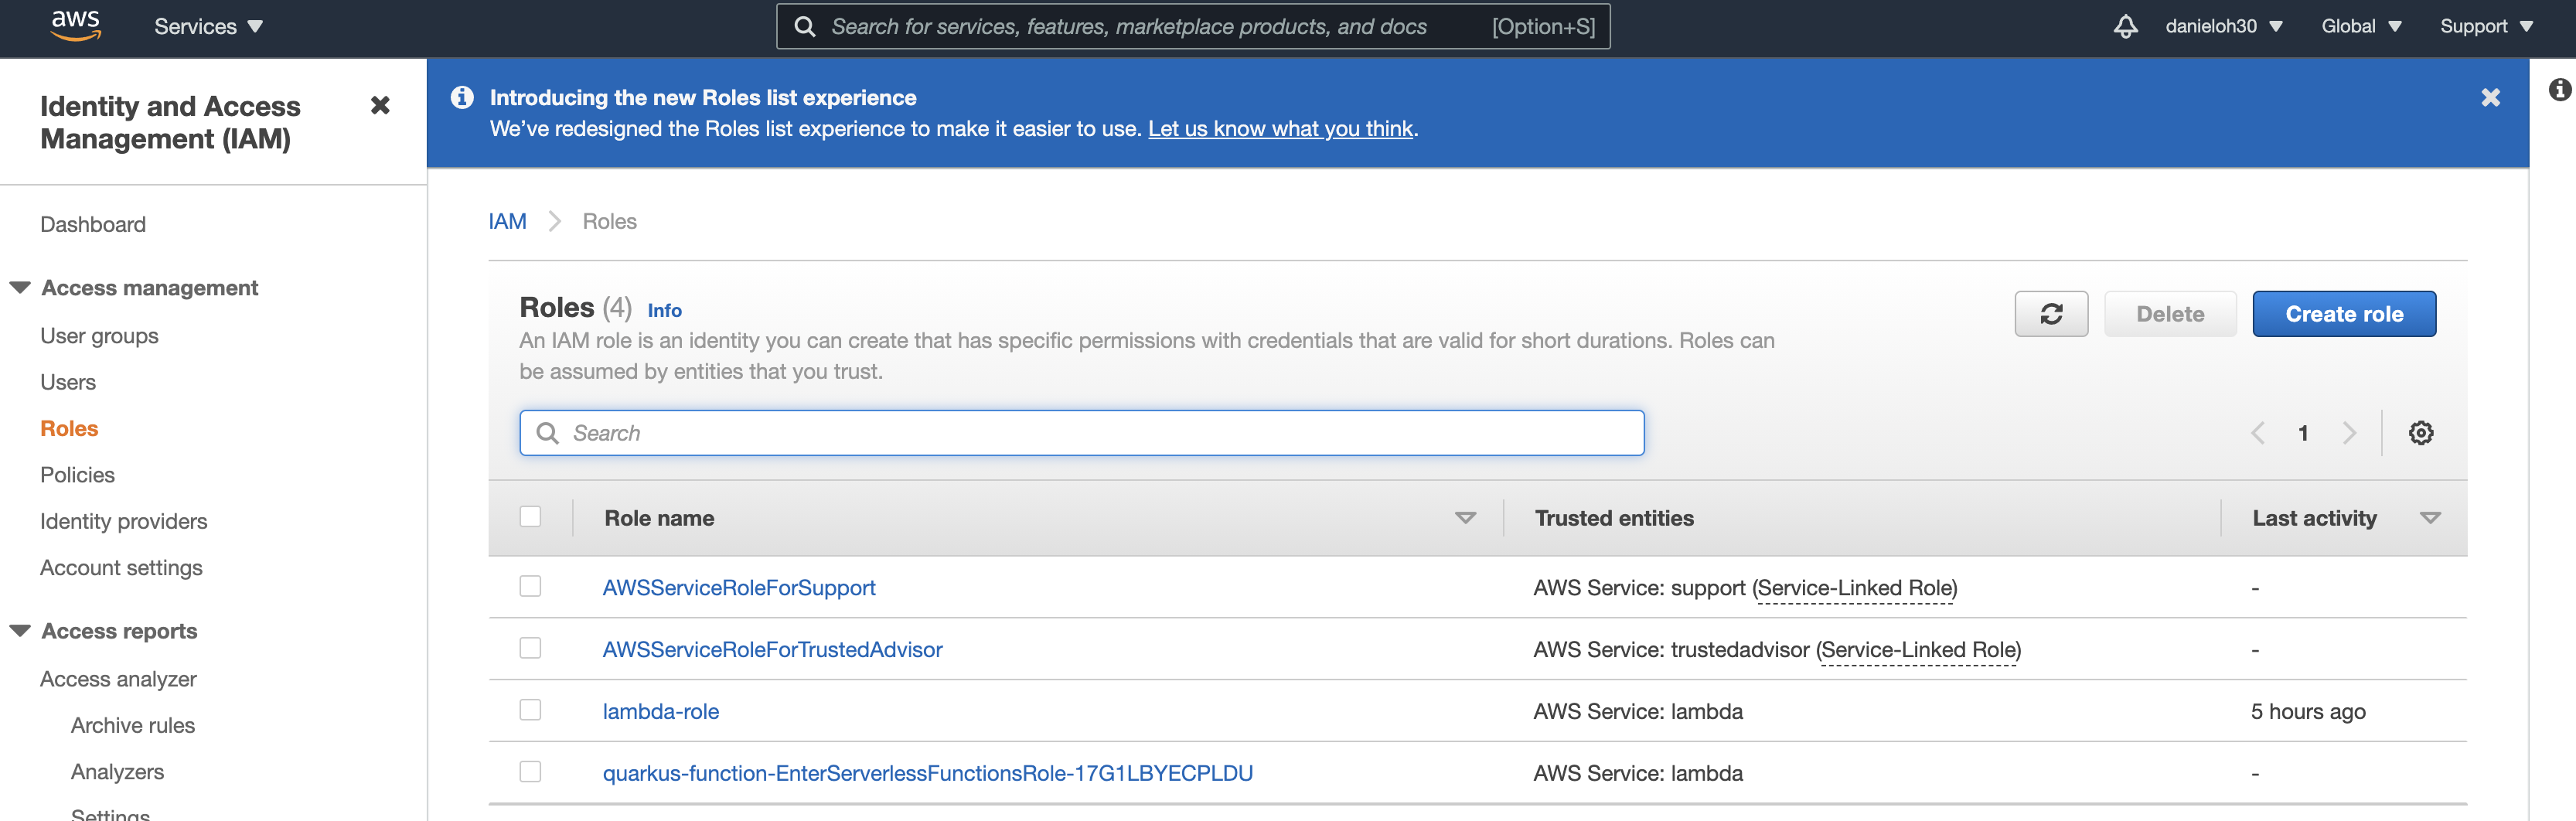 aws
Services
Search for services, features, marketplace products, and docs
[Option+S]
danieloh30
Global
Support
Identity and Access
Management (IAM)
Introducing the new Roles list experience
We've redesigned the Roles list experience to make it easier to use. Let us know what you think.
Dashboard
Access management
User groups
Users
Roles
Policies
Identity providers
Account settings
Access reports
Access analyzer
Archive rules
Analyzers
Settings
IAM
Roles
Roles (4) Info
An IAM role is an identity you can create that has specific permissions with credentials that are valid for short durations. Roles can
be assumed by entities that you trust.
Delete
Create role
Search
1
Role name
Trusted entities
Last activity
AWSServiceRoleForSupport
AWS Service: support (Service-Linked Role)
-
AWSServiceRoleForTrustedAdvisor
AWS Service: trustedadvisor (Service-Linked Role)
-
lambda-role
AWS Service: lambda
5 hours ago
quarkus-function-EnterServerlessFunctionsRole-17G1LBYECPLDU
AWS Service: lambda
-